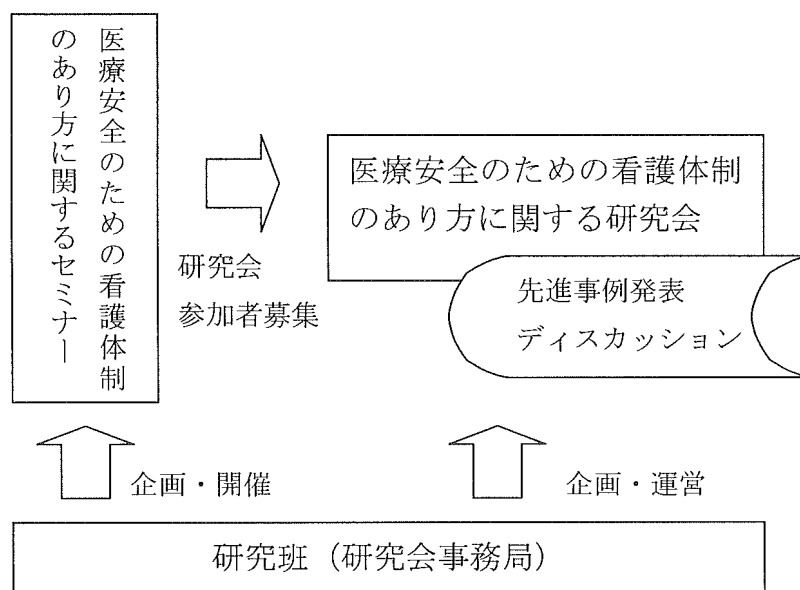 医療安全のための看護体制
のあり方に関するセミナー
研究会
参加者募集
医療安全のための看護体制
のあり方に関する研究会
先進事例発表
ディスカッション
企画・開催
企画・運営
研究班（研究会事務局）